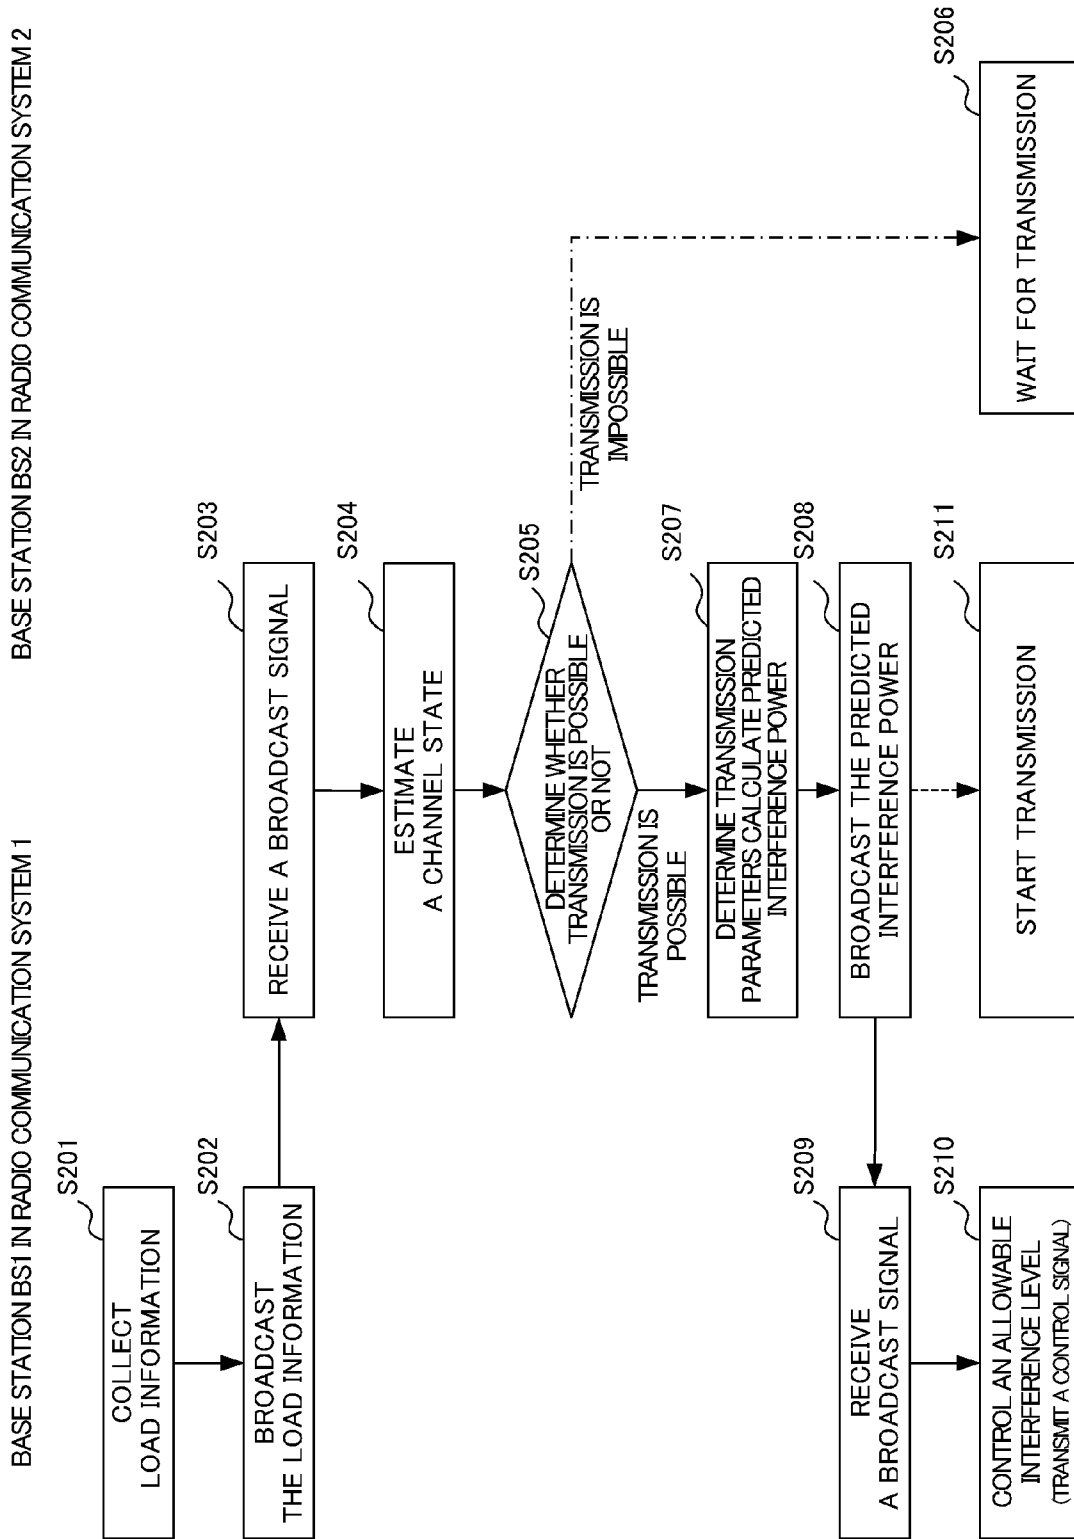 BASE STATION BS1 IN RADIO COMMUNICATION SYSTEM 1
BASE STATION BS2 IN RADIO COMMUNICATION SYSTEM 2
S201
COLLECT
LOAD INFORMATION
S202
BROADCAST
THE LOAD INFORMATION
S203
RECEIVE A BROADCAST SIGNAL
S204
ESTIMATE
A CHANNEL STATE
S205
DETERMINE WHETHER
TRANSMISSION IS POSSIBLE
OR NOT
TRANSMISSION IS
IMPOSSIBLE
S206
WAIT FOR TRANSMISSION
TRANSMISSION IS
POSSIBLE
S207
DETERMINE TRANSMISSION
PARAMETERS CALCULATE PREDICTED
INTERFERENCE POWER
S208
BROADCAST THE PREDICTED
INTERFERENCE POWER
S209
RECEIVE
A BROADCAST SIGNAL
S210
CONTROL AN ALLOWABLE
INTERFERENCE LEVEL
(TRANSMIT A CONTROL SIGNAL)
S211
START TRANSMISSION